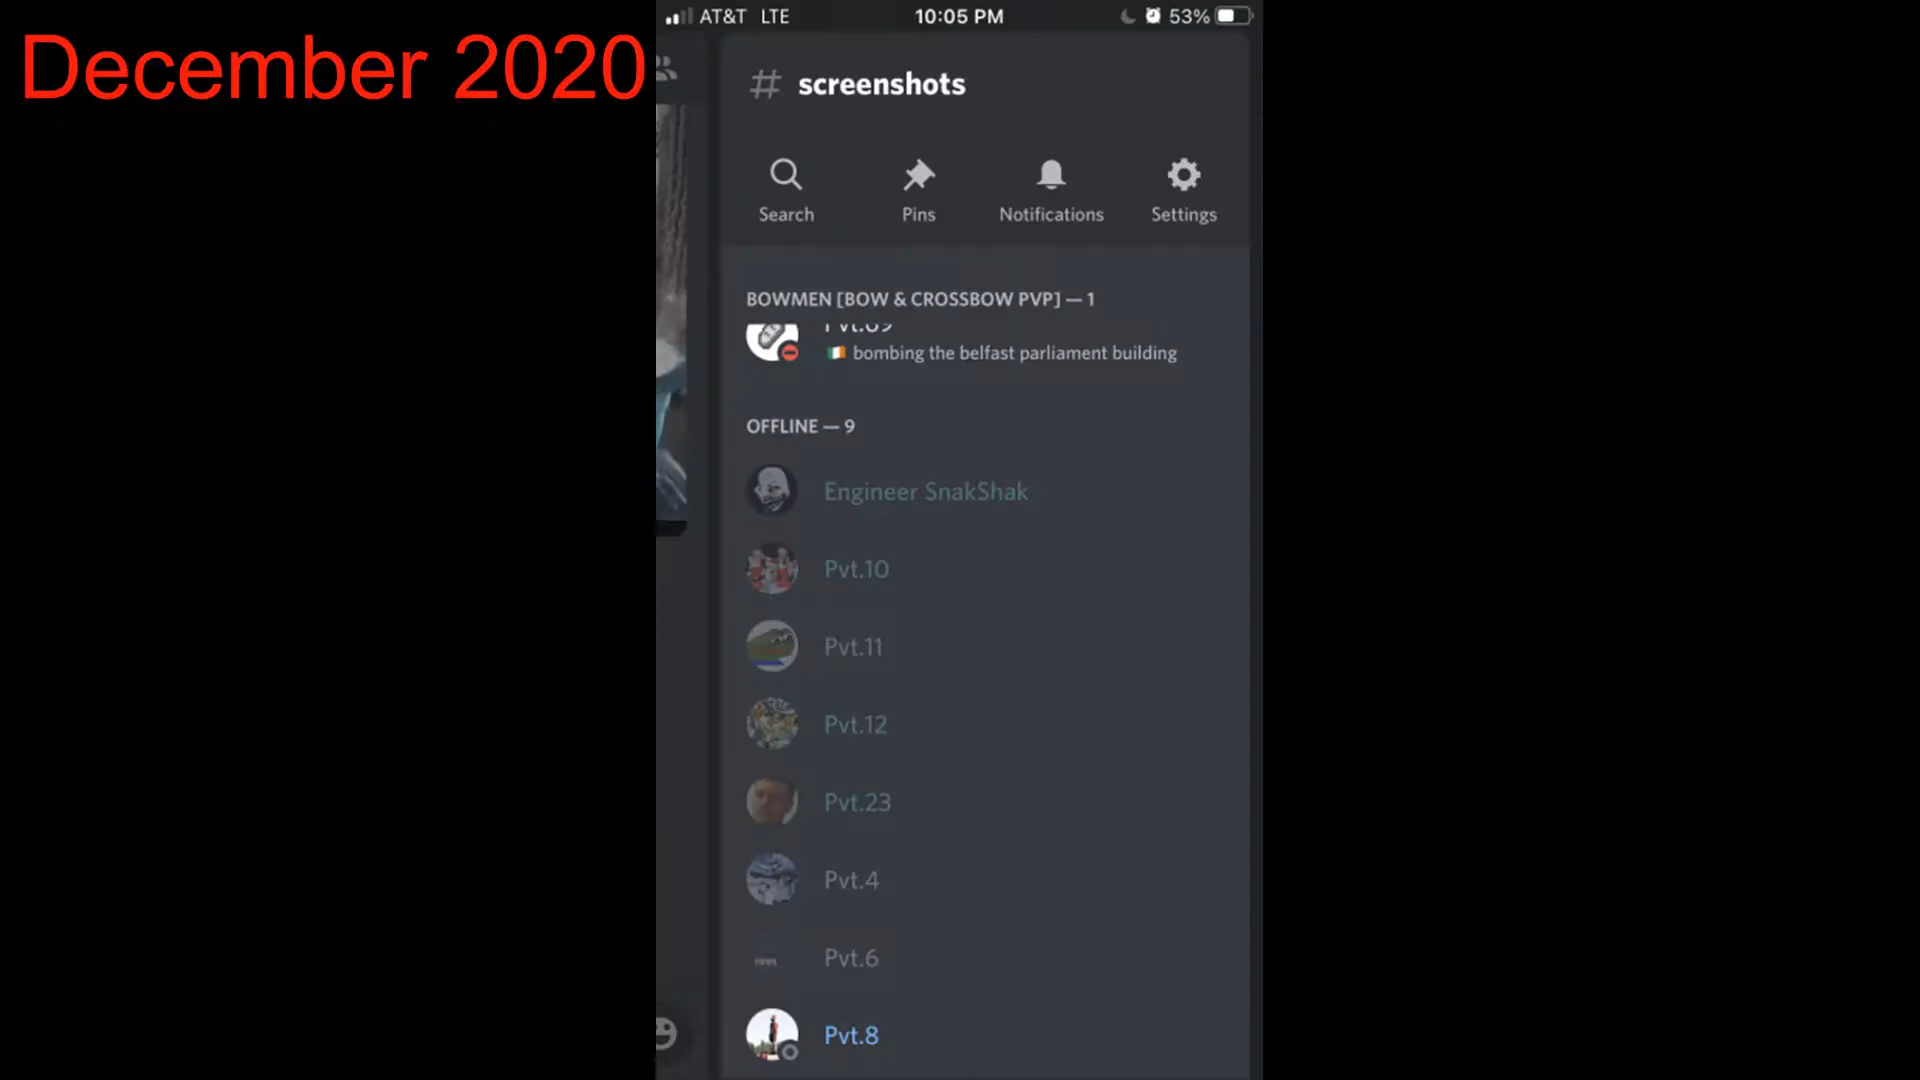 December 2020
AT&T LTE 10:05 PM 53%
# screenshots
Search Pins Notifications Settings
BOWMEN [BOW & CROSSBOW PVP] — 1
bombing the belfast parliament building
OFFLINE — 9
Engineer SnakShak
Pvt.10
Pvt.11
Pvt.12
Pvt.23
Pvt.4
Pvt.6
Pvt.8